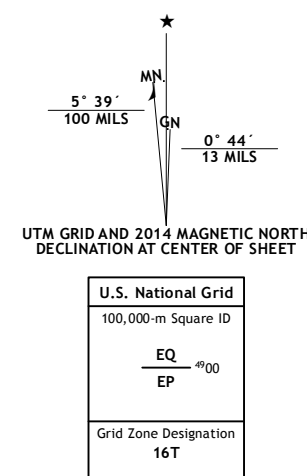 ★
MN
GN
5° 39´
100 MILS
0° 44´
13 MILS
UTM GRID AND 2014 MAGNETIC NORTH
DECLINATION AT CENTER OF SHEET
U.S. National Grid
100,000-m Square ID
EQ
4900
EP
Grid Zone Designation
16T